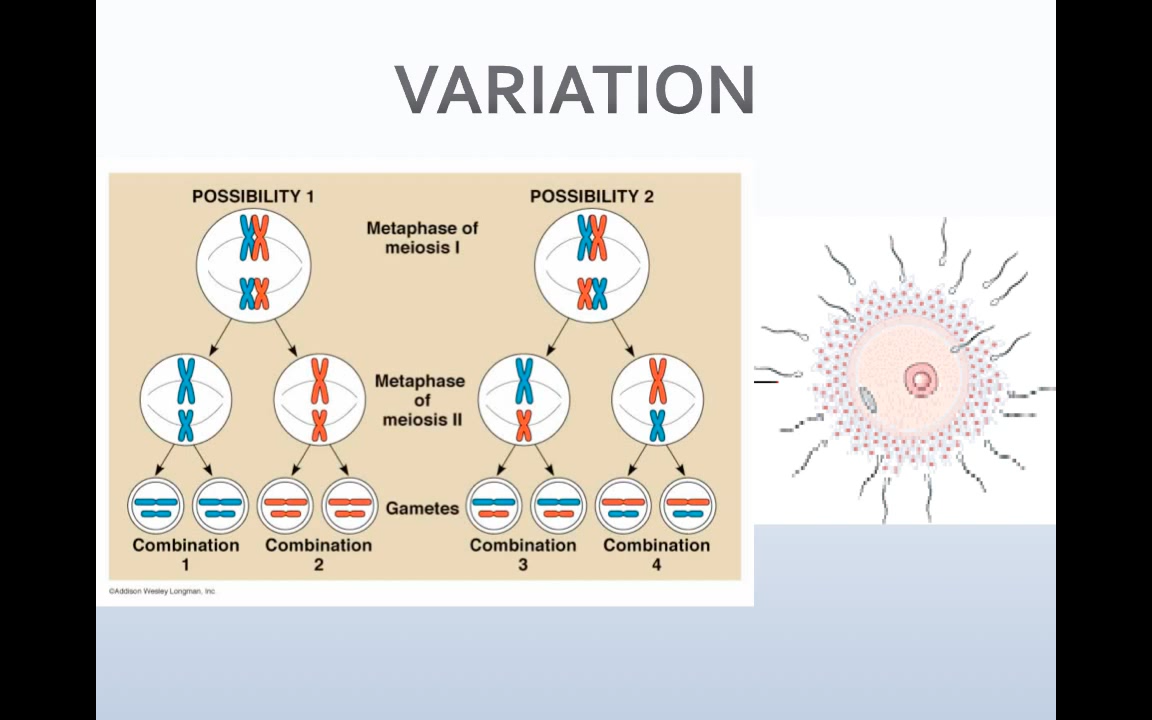 VARIATION
POSSIBILITY 1
POSSIBILITY 2
Metaphase of
meiosis I
Metaphase
of
meiosis II
Gametes
Combination
1
Combination
2
Combination
3
Combination
4
©Addison Wesley Longman, Inc.